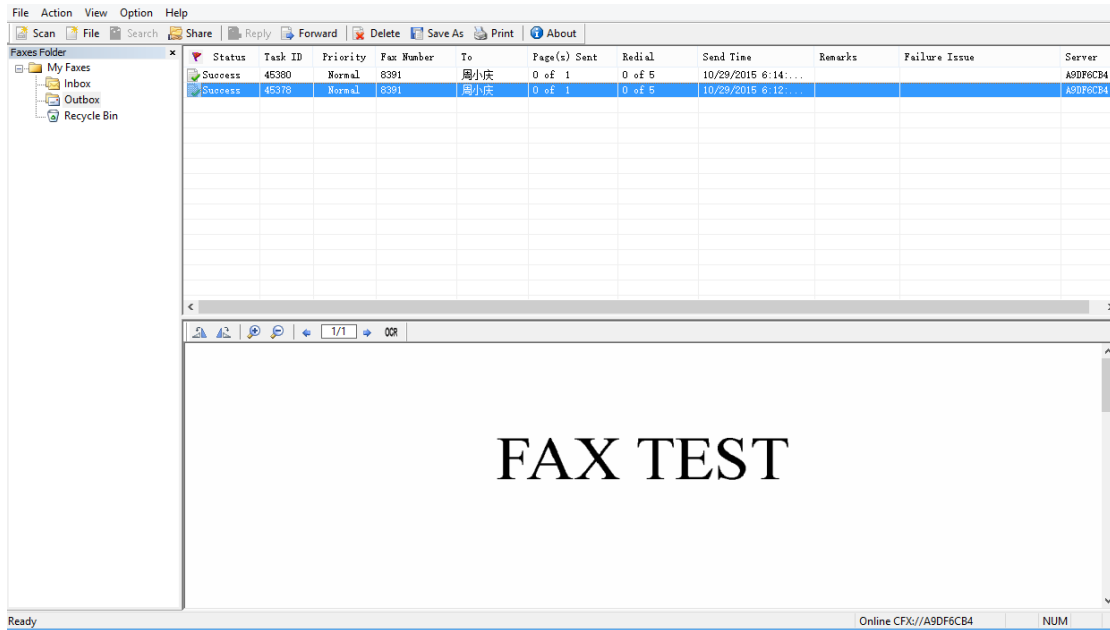 File Action View Option Help
Scan File Search Share Reply Forward Delete Save As Print About
Faxes Folder x
My Faxes
Inbox
Outbox
Recycle Bin
Status Task ID Priority Fax Number To Page(s) Sent Redial Send Time Remarks Failure Issue Server
Success 45380 Normal 8391 周小庆 0 of 1 0 of 5 10/29/2015 6:14:... A9DF6CB4
Success 45378 Normal 8391 周小庆 0 of 1 0 of 5 10/29/2015 6:12:... A9DF6CB4
1/1 OCR
FAX TEST
Ready Online CFX://A9DF6CB4 NUM